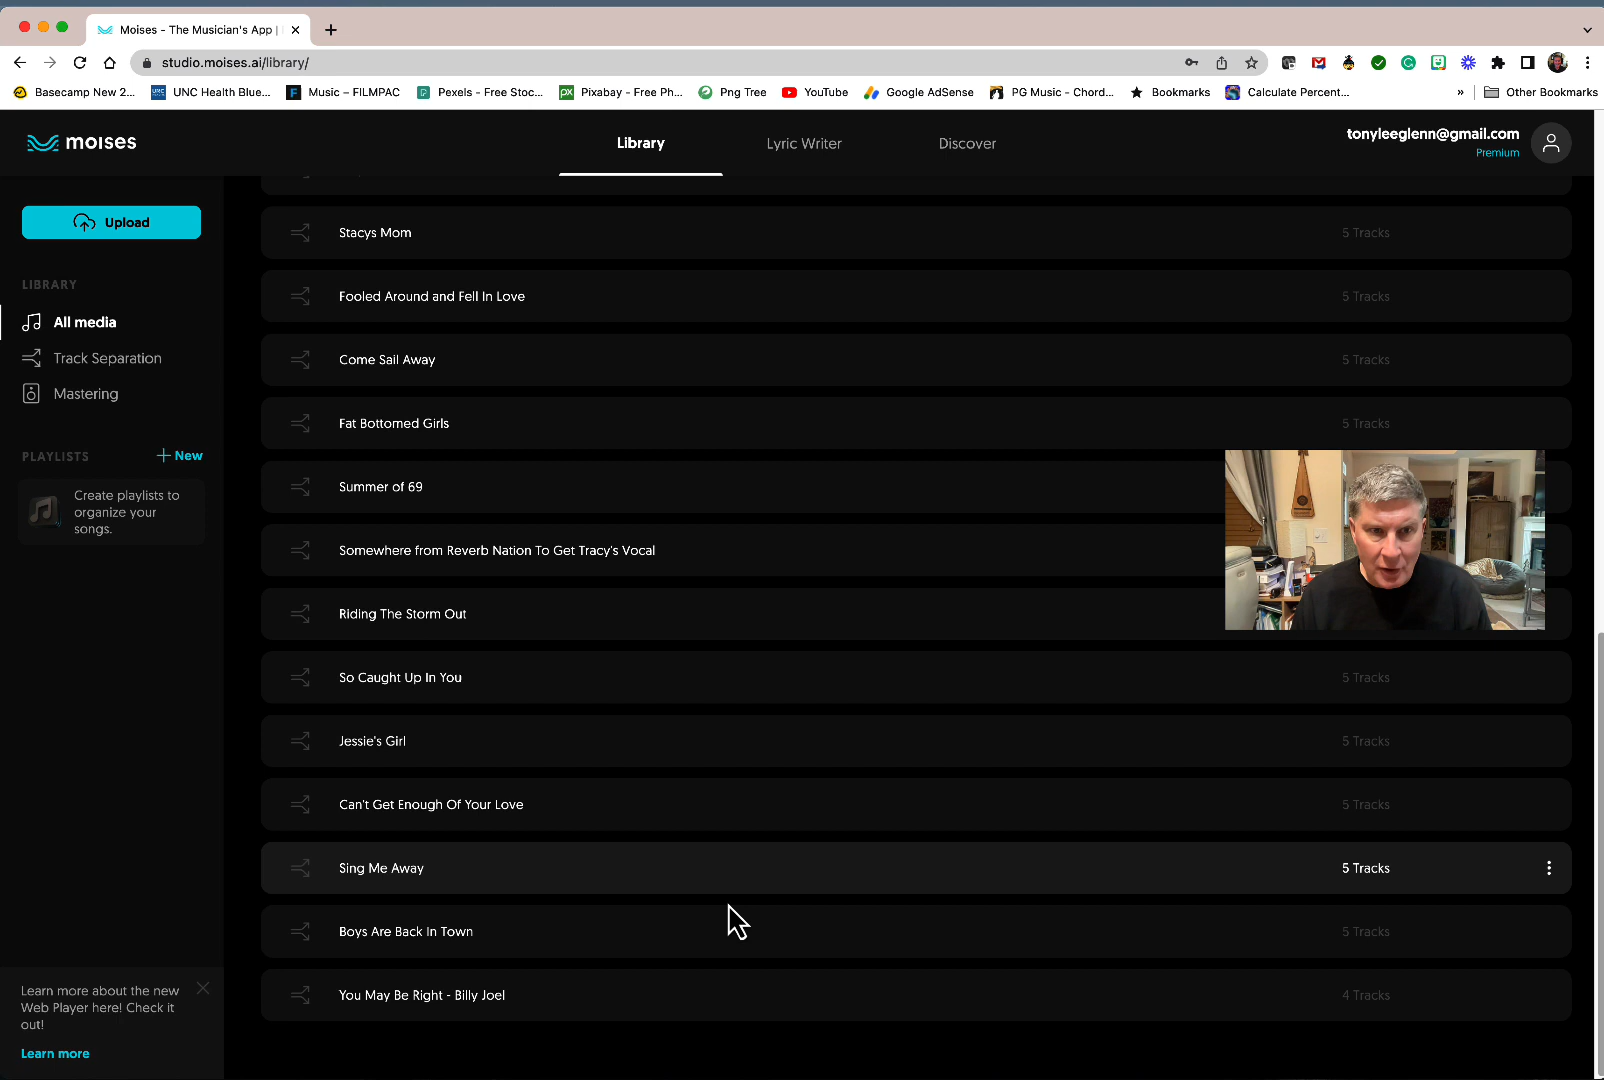 Moises - The Musician's App |
studio.moises.ai/library/
Basecamp New 2...
UNC Health Blue...
Music – FILMPAC
Pexels - Free Stoc...
Pixabay - Free Ph...
Png Tree
YouTube
Google AdSense
PG Music - Chord...
Bookmarks
Calculate Percent...
»
Other Bookmarks
moises
Library
Lyric Writer
Discover
tonyleeglenn@gmail.com
Premium
Upload
LIBRARY
All media
Track Separation
Mastering
PLAYLISTS
+ New
Create playlists to
organize your
songs.
Stacys Mom
5 Tracks
Fooled Around and Fell In Love
5 Tracks
Come Sail Away
5 Tracks
Fat Bottomed Girls
5 Tracks
Summer of 69
Somewhere from Reverb Nation To Get Tracy's Vocal
Riding The Storm Out
So Caught Up In You
5 Tracks
Jessie's Girl
5 Tracks
Can't Get Enough Of Your Love
5 Tracks
Sing Me Away
5 Tracks
Boys Are Back In Town
5 Tracks
You May Be Right - Billy Joel
4 Tracks
Learn more about the new
Web Player here! Check it
out!
Learn more